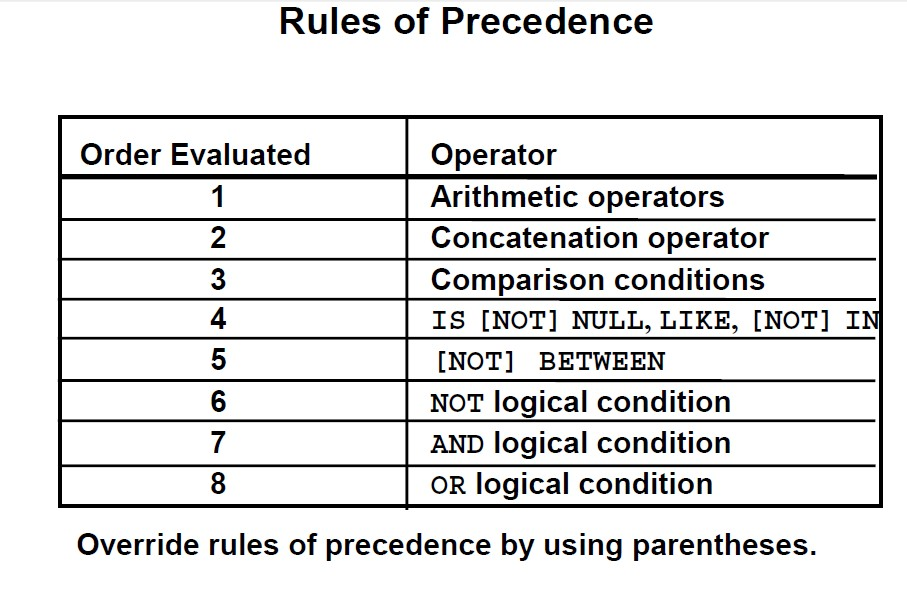 Rules of Precedence
Order Evaluated Operator
1 Arithmetic operators
2 Concatenation operator
3 Comparison conditions
4 IS [NOT] NULL, LIKE, [NOT] IN
5 [NOT] BETWEEN
6 NOT logical condition
7 AND logical condition
8 OR logical condition
Override rules of precedence by using parentheses.